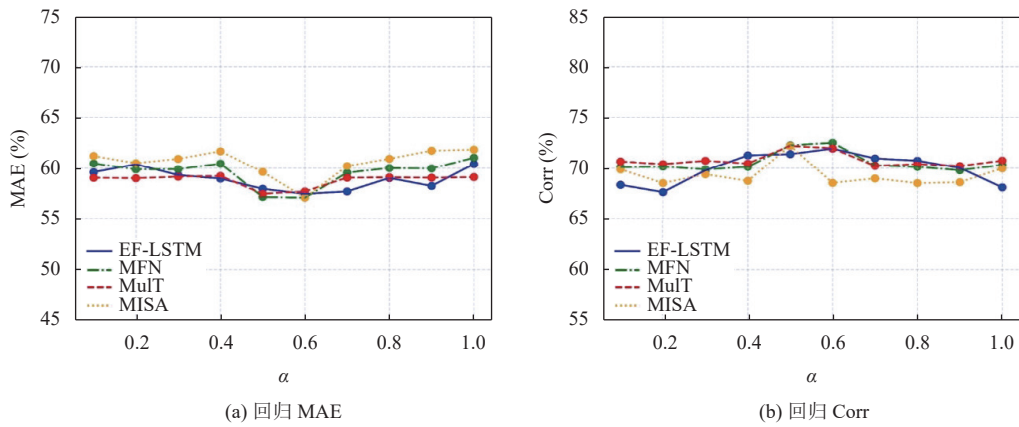 75
70
65
60
55
50
45
MAE (%)
EF-LSTM
MFN
MulT
MISA
0.2 0.4 0.6 0.8 1.0
α
(a) 回归 MAE
85
80
75
70
65
60
55
Corr (%)
EF-LSTM
MFN
MulT
MISA
0.2 0.4 0.6 0.8 1.0
α
(b) 回归 Corr